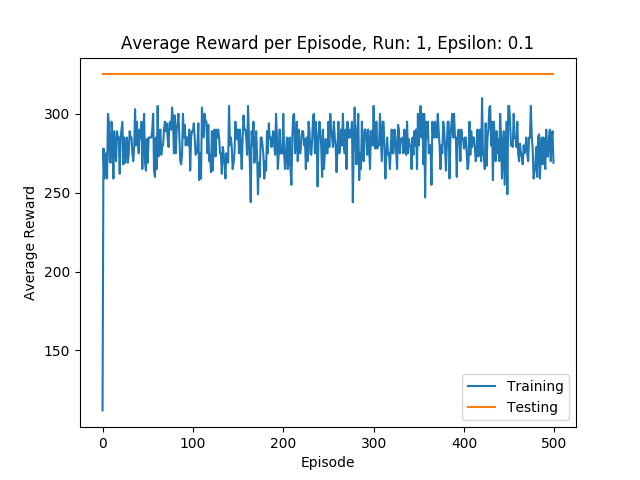 Average Reward per Episode, Run: 1, Epsilon: 0.1
300
250
200
150
Average Reward
0
100
200
300
400
500
Episode
Training
Testing